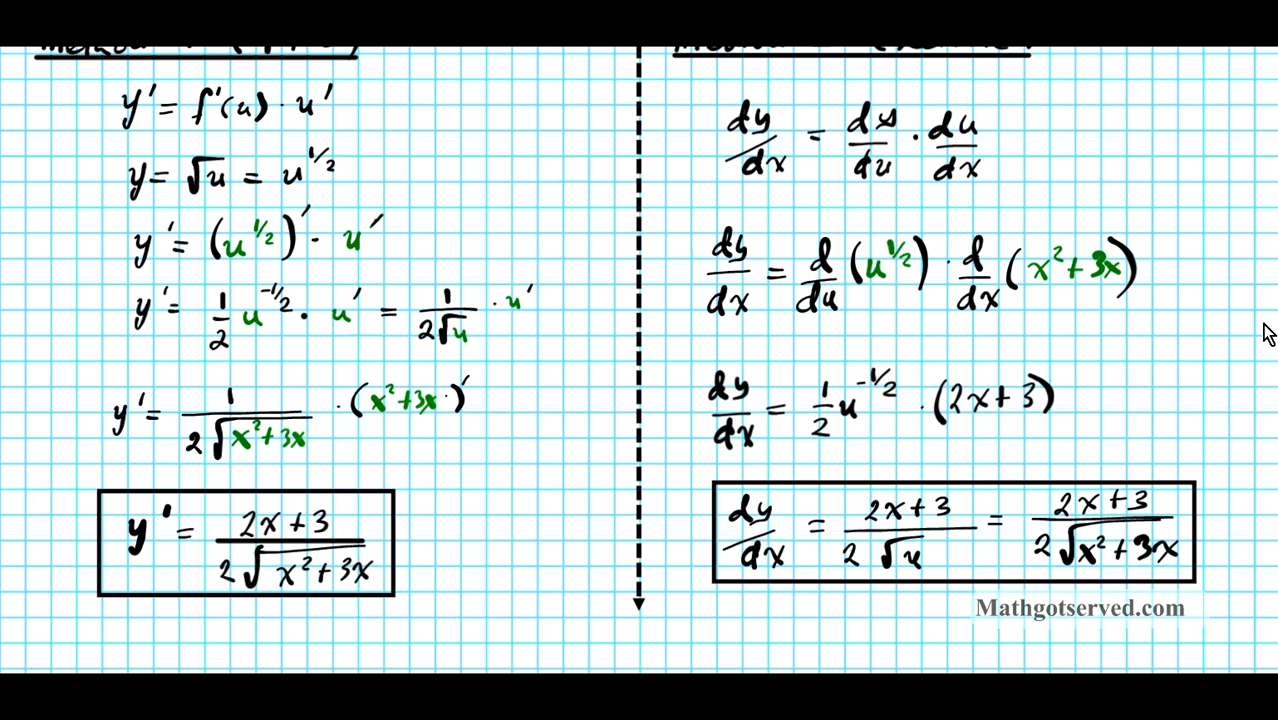 y' = f'(u) · u'
y = √u = u^1/2
y' = (u^1/2)' · u'
y' = 1/2 u^-1/2 · u' = 1/(2√u) · u'
y' = 1/(2√(x²+3x)) · (x²+3x)'
y' = (2x+3)/(2√(x²+3x))
dy/dx = dy/du · du/dx
dy/dx = d/du (u^1/2) · d/dx (x²+3x)
dy/dx = 1/2 u^-1/2 · (2x+3)
dy/dx = (2x+3)/(2√u) = (2x+3)/(2√(x²+3x))
Mathgotserved.com